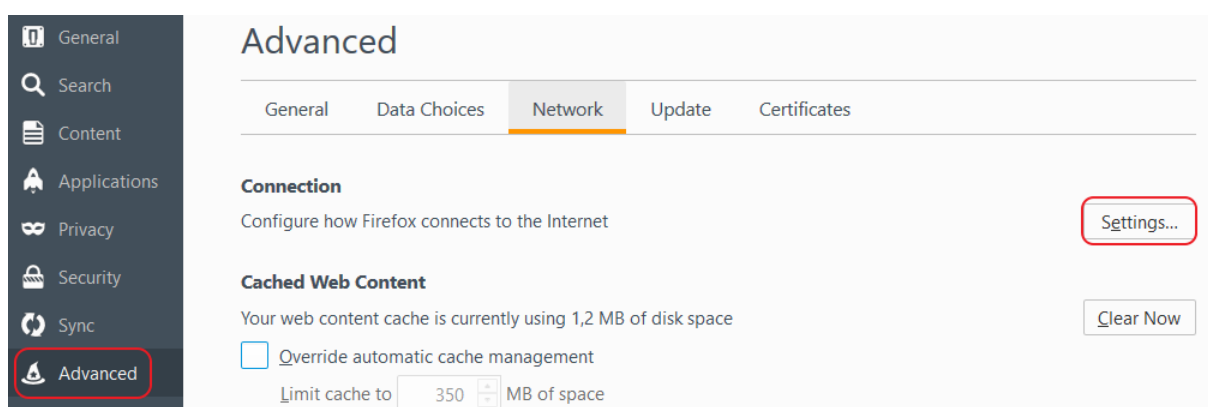 General
Search
Content
Applications
Privacy
Security
Sync
Advanced
Advanced
General Data Choices Network Update Certificates
Connection
Configure how Firefox connects to the Internet
Settings...
Cached Web Content
Your web content cache is currently using 1,2 MB of disk space
Clear Now
Override automatic cache management
Limit cache to 350 MB of space